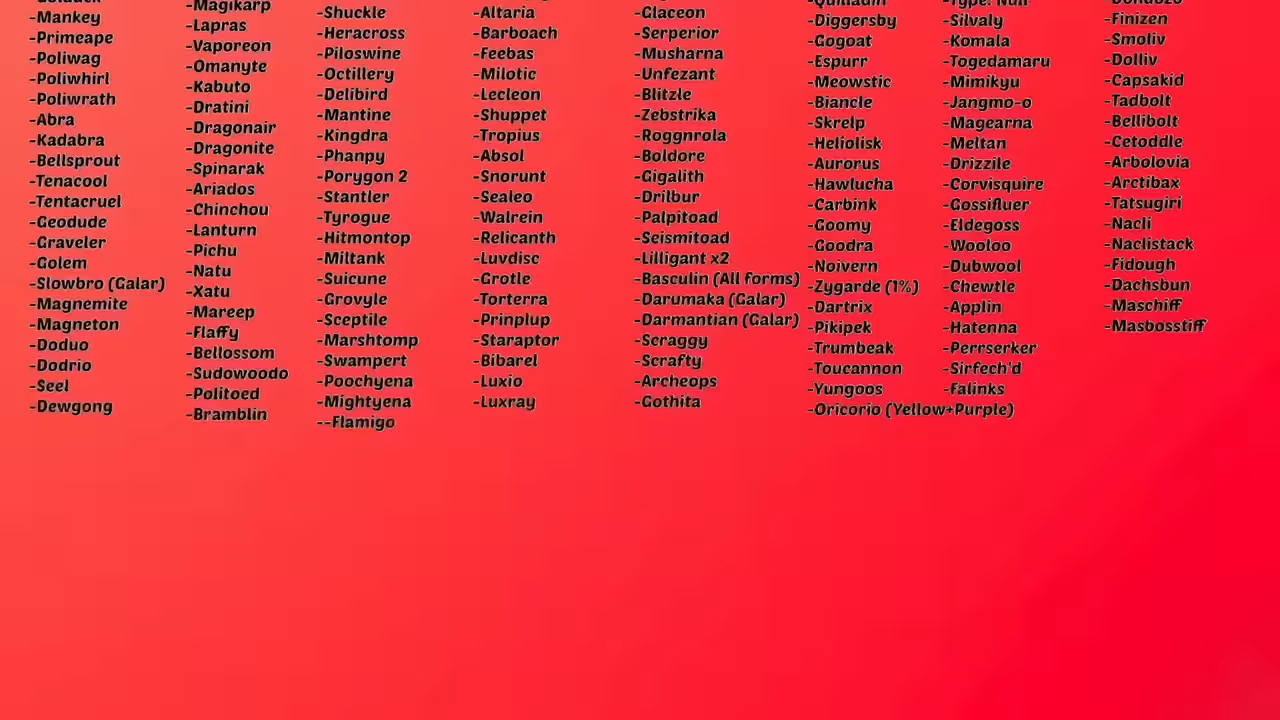 -Mankey
-Primeape
-Poliwag
-Poliwhirl
-Poliwrath
-Abra
-Kadabra
-Bellsprout
-Tenacool
-Tentacruel
-Geodude
-Graveler
-Golem
-Slowbro (Galar)
-Magnemite
-Magneton
-Doduo
-Dodrio
-Seel
-Dewgong
-Magikarp
-Lapras
-Vaporeon
-Omanyte
-Kabuto
-Dratini
-Dragonair
-Dragonite
-Spinarak
-Ariados
-Chinchou
-Lanturn
-Pichu
-Natu
-Xatu
-Mareep
-Flaffy
-Bellossom
-Sudowoodo
-Politoed
-Bramblin
-Shuckle
-Heracross
-Piloswine
-Octillery
-Delibird
-Mantine
-Kingdra
-Phanpy
-Porygon 2
-Stantler
-Tyrogue
-Hitmontop
-Miltank
-Suicune
-Grovyle
-Sceptile
-Marshtomp
-Swampert
-Poochyena
-Mightyena
--Flamigo
-Altaria
-Barboach
-Feebas
-Milotic
-Lecleon
-Shuppet
-Tropius
-Absol
-Snorunt
-Sealeo
-Walrein
-Relicanth
-Luvdisc
-Grotle
-Torterra
-Prinplup
-Staraptor
-Bibarel
-Luxio
-Luxray
-Glaceon
-Serperior
-Musharna
-Unfezant
-Blitzle
-Zebstrika
-Roggnrola
-Boldore
-Gigalith
-Drilbur
-Palpitoad
-Seismitoad
-Lilligant x2
-Basculin (All forms)
-Darumaka (Galar)
-Darmantian (Galar)
-Scraggy
-Scrafty
-Archeops
-Gothita
-Diggersby
-Gogoat
-Espurr
-Meowstic
-Biancle
-Skrelp
-Heliolisk
-Aurorus
-Hawlucha
-Carbink
-Goomy
-Goodra
-Noivern
-Zygarde (1%)
-Dartrix
-Pikipek
-Trumbeak
-Toucannon
-Yungoos
-Oricorio (Yellow+Purple)
-Silvaly
-Komala
-Togedamaru
-Mimikyu
-Jangmo-o
-Magearna
-Meltan
-Drizzile
-Corvisquire
-Gossifluer
-Eldegoss
-Wooloo
-Dubwool
-Chewtle
-Applin
-Hatenna
-Perrserker
-Sirfech'd
-Falinks
-Finizen
-Smoliv
-Dolliv
-Capsakid
-Tadbolt
-Bellibolt
-Cetoddle
-Arbolovia
-Arctibax
-Tatsugiri
-Nacli
-Naclistack
-Fidough
-Dachsbun
-Maschiff
-Masbosstiff